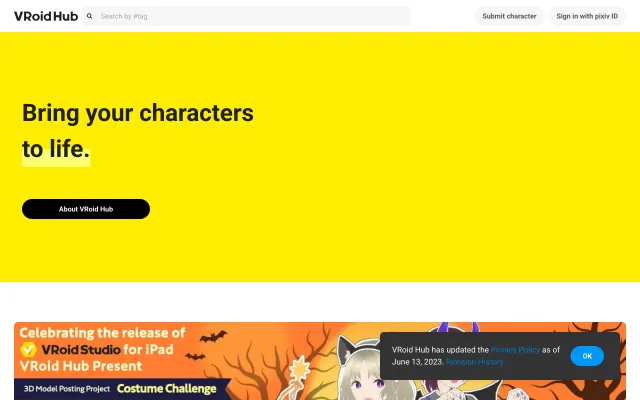 VRoid Hub
Search by #tag
Submit character
Sign in with pixiv ID
Bring your characters
to life.
About VRoid Hub
Celebrating the release of
VRoid Studio for iPad
VRoid Hub Present
3D Model Posting Project Costume Challenge
VRoid Hub has updated the Privacy Policy as of
June 13, 2023. Revision History
OK